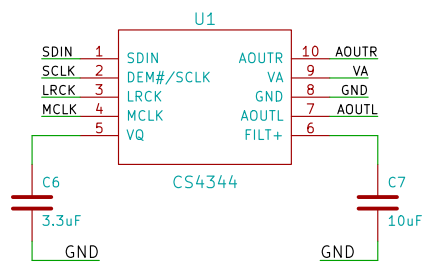 U1
SDIN 1 SDIN AOUTR 10 AOUTR
SCLK 2 DEM#/SCLK VA 9 VA
LRCK 3 LRCK GND 8 GND
MCLK 4 MCLK AOUTL 7 AOUTL
5 VQ FILT+ 6
CS4344
C6 C7
3.3uF 10uF
GND GND